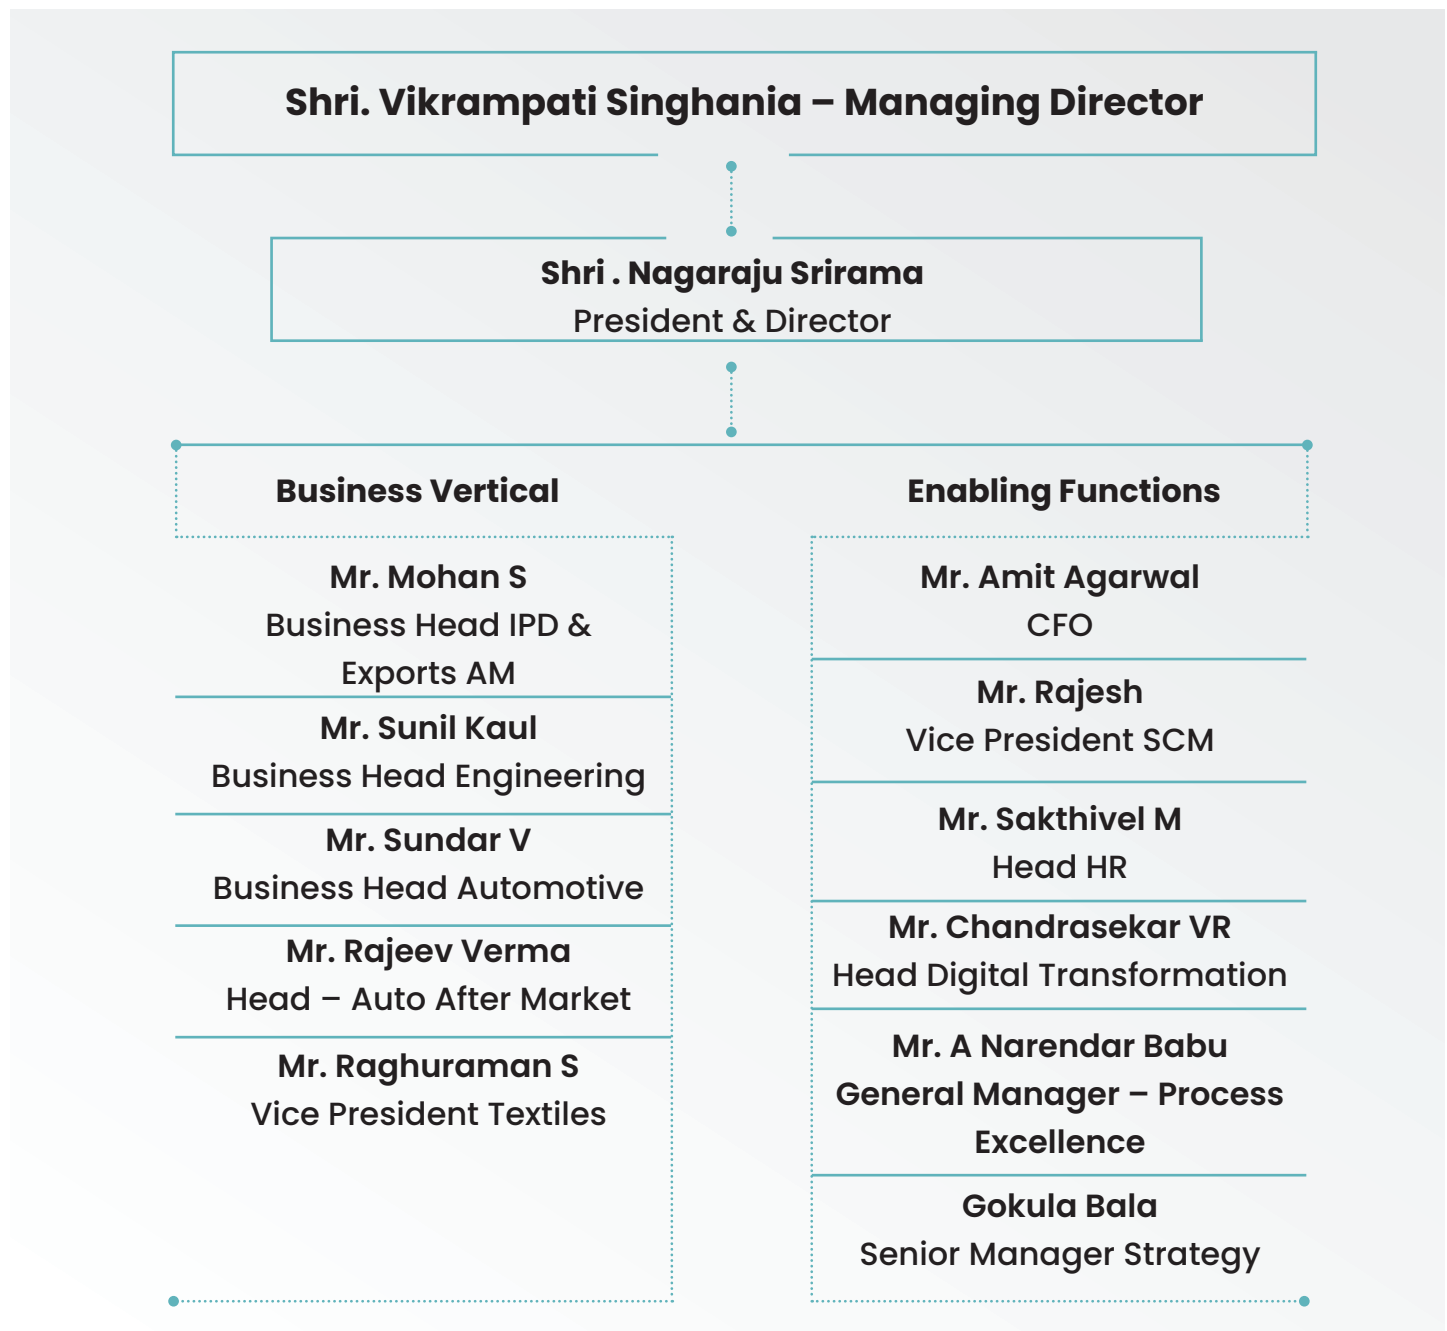 Shri. Vikrampati Singhania – Managing Director
Shri . Nagaraju Srirama
President & Director
Business Vertical
Mr. Mohan S
Business Head IPD &
Exports AM
Mr. Sunil Kaul
Business Head Engineering
Mr. Sundar V
Business Head Automotive
Mr. Rajeev Verma
Head – Auto After Market
Mr. Raghuraman S
Vice President Textiles
Enabling Functions
Mr. Amit Agarwal
CFO
Mr. Rajesh
Vice President SCM
Mr. Sakthivel M
Head HR
Mr. Chandrasekar VR
Head Digital Transformation
Mr. A Narendar Babu
General Manager – Process
Excellence
Gokula Bala
Senior Manager Strategy